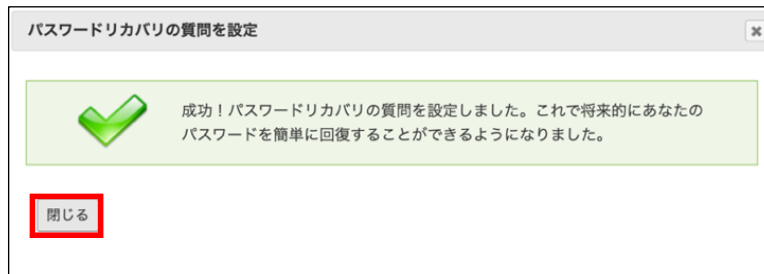 パスワードリカバリの質問を設定
成功！パスワードリカバリの質問を設定しました。これで将来的にあなたの
パスワードを簡単に回復することができるようになりました。
閉じる